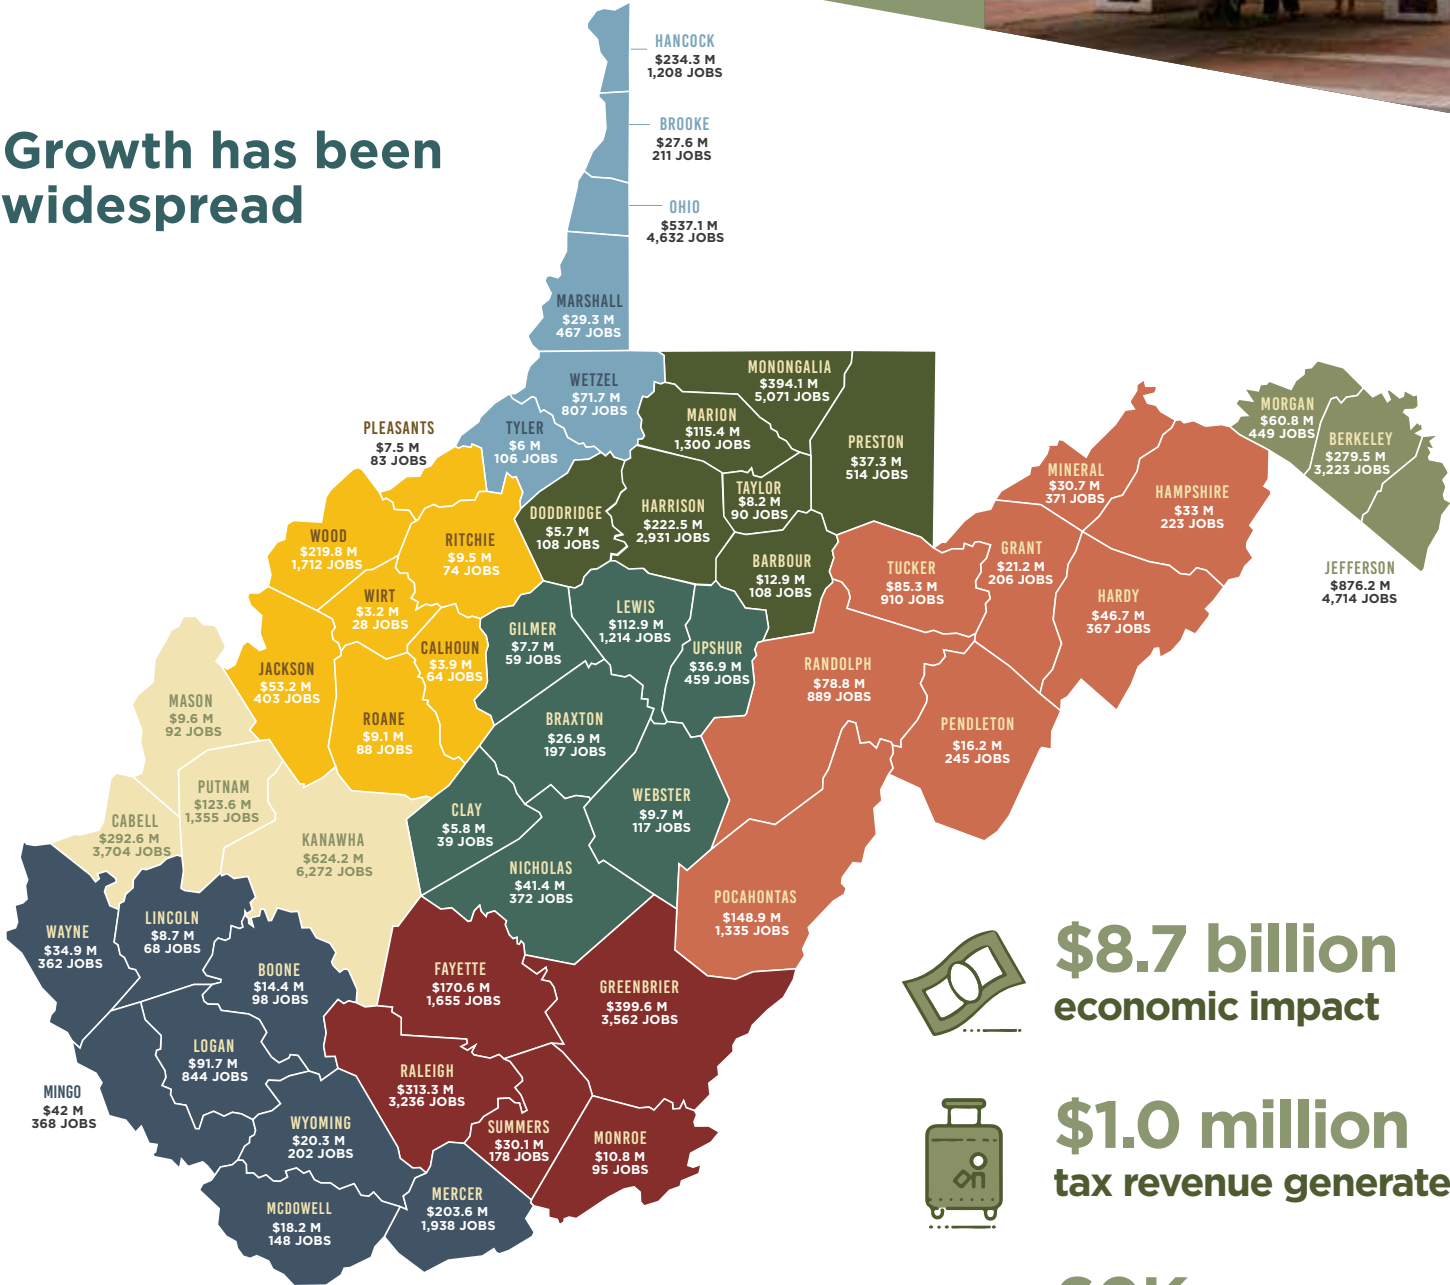 Growth has been
widespread
HANCOCK
$234.3 M
1,208 JOBS
BROOKE
$27.6 M
211 JOBS
OHIO
$537.1 M
4,632 JOBS
MARSHALL
$29.3 M
467 JOBS
WETZEL
$71.7 M
807 JOBS
TYLER
$6 M
106 JOBS
PLEASANTS
$7.5 M
83 JOBS
MONONGALIA
$394.1 M
5,071 JOBS
MARION
$115.4 M
1,300 JOBS
PRESTON
$37.3 M
514 JOBS
TAYLOR
$8.2 M
90 JOBS
HARRISON
$222.5 M
2,931 JOBS
DODDRIDGE
$5.7 M
108 JOBS
BARBOUR
$12.9 M
108 JOBS
MORGAN
$60.8 M
449 JOBS
BERKELEY
$279.5 M
3,223 JOBS
JEFFERSON
$876.2 M
4,714 JOBS
MINERAL
$30.7 M
371 JOBS
HAMPSHIRE
$33 M
223 JOBS
GRANT
$21.2 M
206 JOBS
HARDY
$46.7 M
367 JOBS
TUCKER
$85.3 M
910 JOBS
RANDOLPH
$78.8 M
889 JOBS
PENDLETON
$16.2 M
245 JOBS
POCAHONTAS
$148.9 M
1,335 JOBS
WOOD
$219.8 M
1,712 JOBS
RITCHIE
$9.5 M
74 JOBS
WIRT
$3.2 M
28 JOBS
CALHOUN
$3.9 M
64 JOBS
JACKSON
$53.2 M
403 JOBS
ROANE
$9.1 M
88 JOBS
GILMER
$7.7 M
59 JOBS
LEWIS
$112.9 M
1,214 JOBS
UPSHUR
$36.9 M
459 JOBS
BRAXTON
$26.9 M
197 JOBS
WEBSTER
$9.7 M
117 JOBS
CLAY
$5.8 M
39 JOBS
NICHOLAS
$41.4 M
372 JOBS
MASON
$9.6 M
92 JOBS
PUTNAM
$123.6 M
1,355 JOBS
CABELL
$292.6 M
3,704 JOBS
KANAWHA
$624.2 M
6,272 JOBS
WAYNE
$34.9 M
362 JOBS
LINCOLN
$8.7 M
68 JOBS
BOONE
$14.4 M
98 JOBS
LOGAN
$91.7 M
844 JOBS
MINGO
$42 M
368 JOBS
WYOMING
$20.3 M
202 JOBS
MCDOWELL
$18.2 M
148 JOBS
MERCER
$203.6 M
1,938 JOBS
FAYETTE
$170.6 M
1,655 JOBS
GREENBRIER
$399.6 M
3,562 JOBS
RALEIGH
$313.3 M
3,236 JOBS
SUMMERS
$30.1 M
178 JOBS
MONROE
$10.8 M
95 JOBS
$8.7 billion
economic impact
$1.0 million
tax revenue generate